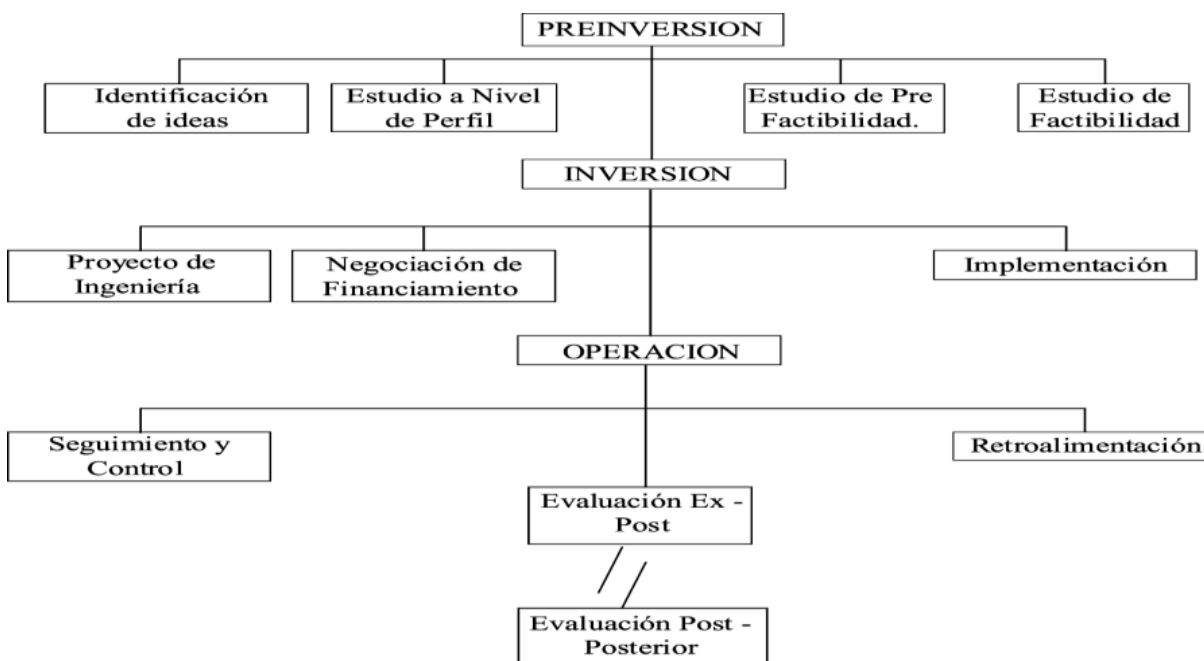 PREINVERSION
Identificación
de ideas
Estudio a Nivel
de Perfil
Estudio de Pre
Factibilidad.
Estudio de
Factibilidad
INVERSION
Proyecto de
Ingeniería
Negociación de
Financiamiento
Implementación
OPERACION
Seguimiento y
Control
Retroalimentación
Evaluación Ex -
Post
Evaluación Post -
Posterior